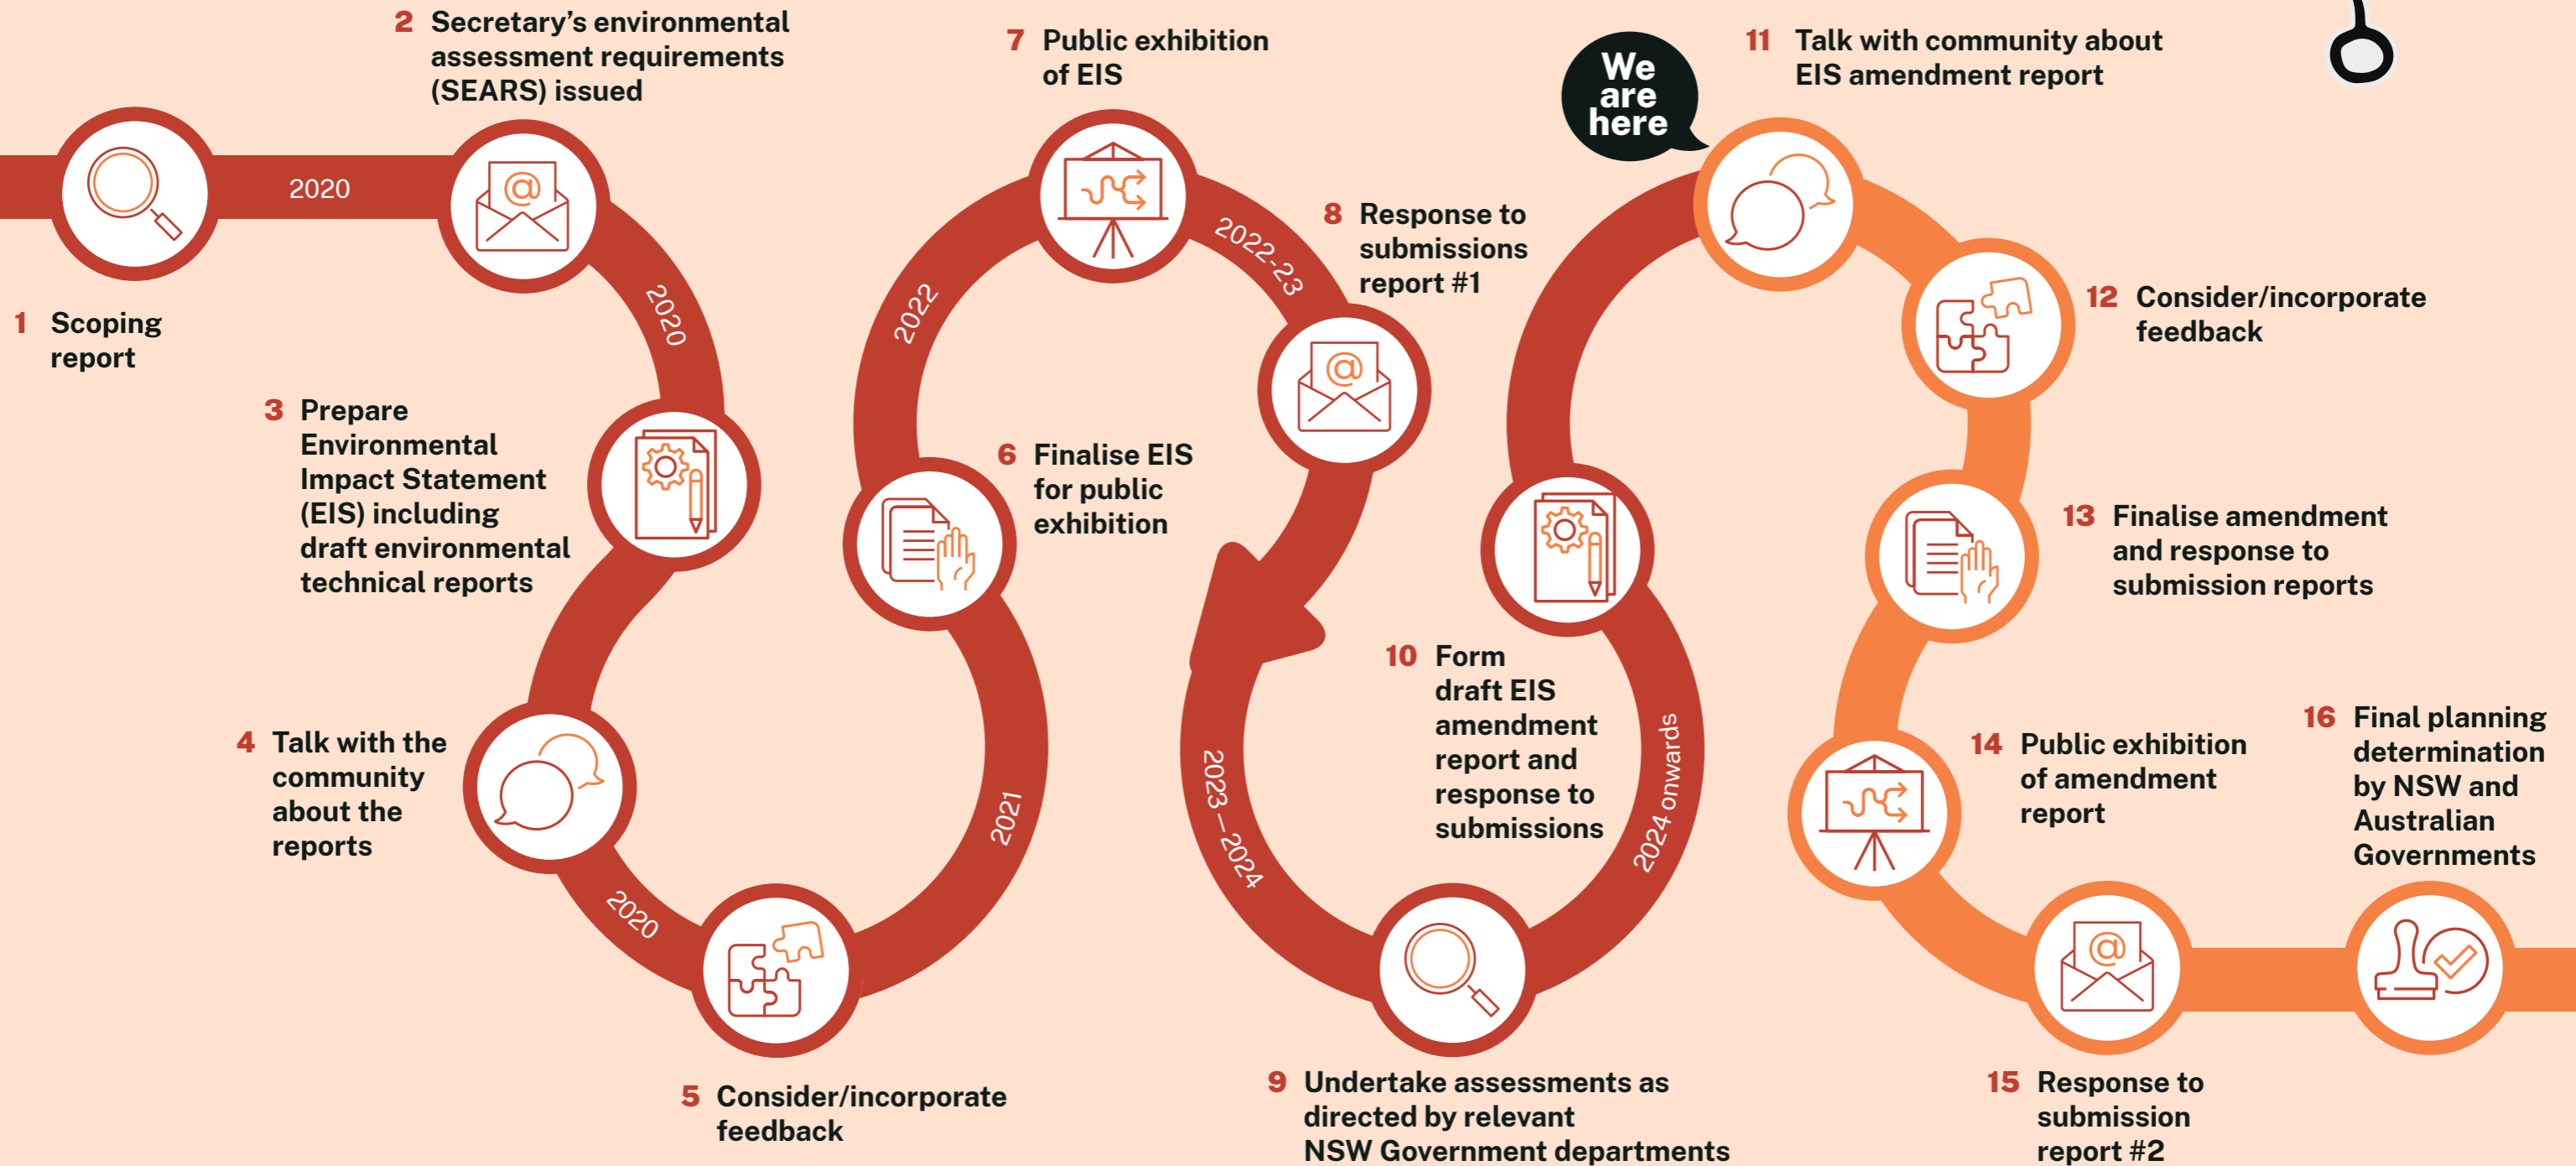 1 Scoping
report
2020
2 Secretary’s environmental
assessment requirements
(SEARS) issued
@
2020
3 Prepare
Environmental
Impact Statement
(EIS) including
draft environmental
technical reports
4 Talk with the
community
about the
reports
2020
5 Consider/incorporate
feedback
2021
6 Finalise EIS
for public
exhibition
2022
7 Public exhibition
of EIS
2022-23
8 Response to
submissions
report #1
@
2023 – 2024
9 Undertake assessments as
directed by relevant
NSW Government departments
2024 onwards
10 Form
draft EIS
amendment
report and
response to
submissions
We
are
here
11 Talk with community about
EIS amendment report
12 Consider/incorporate
feedback
13 Finalise amendment
and response to
submission reports
14 Public exhibition
of amendment
report
15 Response to
submission
report #2
@
16 Final planning
determination
by NSW and
Australian
Governments